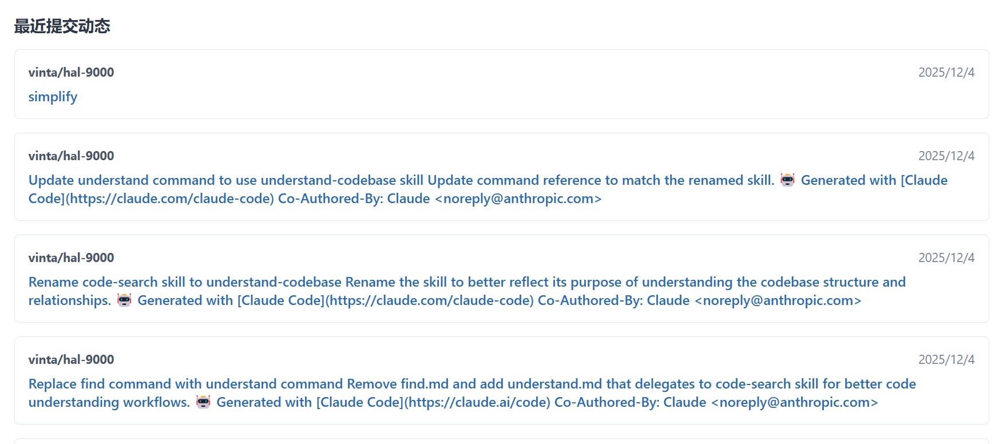 最近提交动态
vinta/hal-9000 2025/12/4
simplify
vinta/hal-9000 2025/12/4
Update understand command to use understand-codebase skill Update command reference to match the renamed skill. 🤖 Generated with [Claude
Code](https://claude.com/claude-code) Co-Authored-By: Claude <noreply@anthropic.com>
vinta/hal-9000 2025/12/4
Rename code-search skill to understand-codebase Rename the skill to better reflect its purpose of understanding the codebase structure and
relationships. 🤖 Generated with [Claude Code](https://claude.com/claude-code) Co-Authored-By: Claude <noreply@anthropic.com>
vinta/hal-9000 2025/12/4
Replace find command with understand command Remove find.md and add understand.md that delegates to code-search skill for better code
understanding workflows. 🤖 Generated with [Claude Code](https://claude.ai/code) Co-Authored-By: Claude <noreply@anthropic.com>